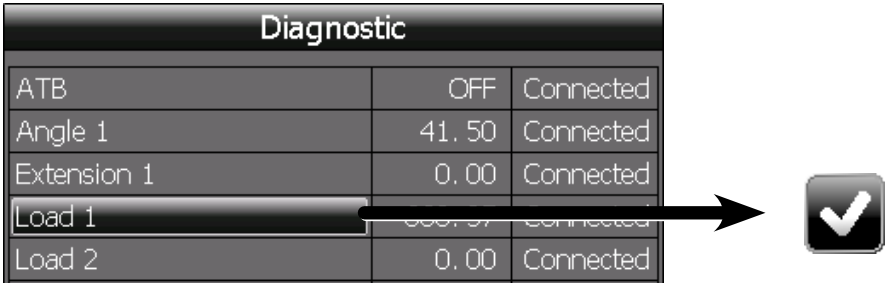 Diagnostic
ATB OFF Connected
Angle 1 41.50 Connected
Extension 1 0.00 Connected
Load 1
Load 2 0.00 Connected